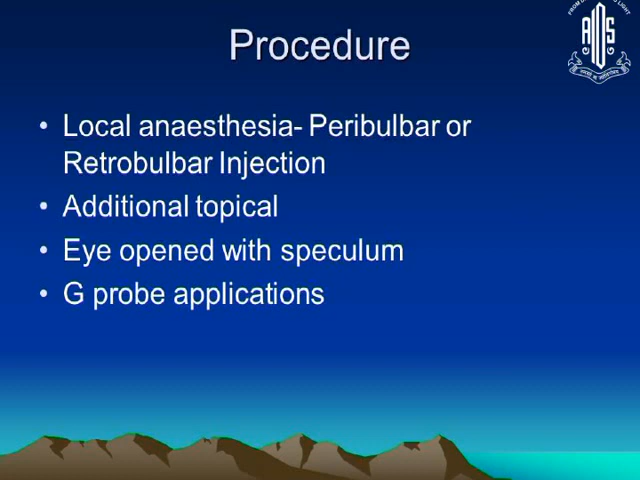 Procedure
• Local anaesthesia- Peribulbar or
Retrobulbar Injection
• Additional topical
• Eye opened with speculum
• G probe applications